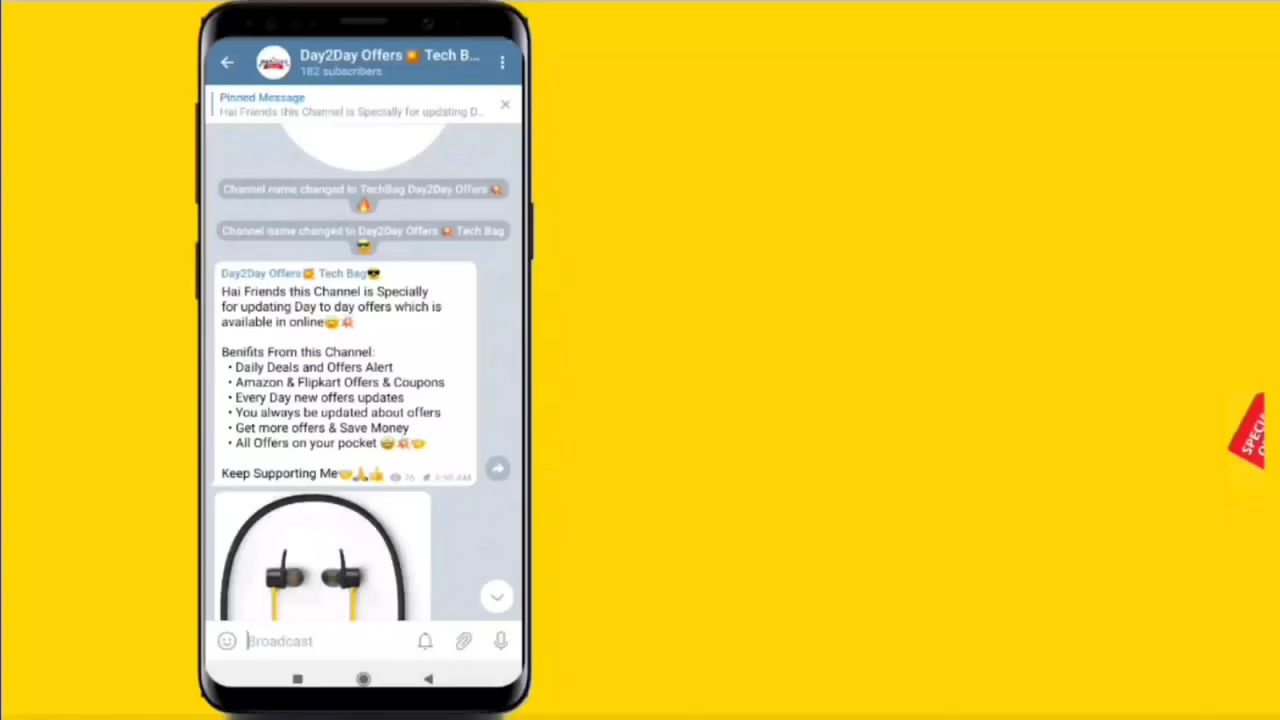 Day2Day Offers💥 Tech B...
182 subscribers
Pinned Message
Hai Friends this Channel is Specially for updating D...
Channel name changed to TechBag Day2Day Offers 💥
🔥
Channel name changed to Day2Day Offers 💥 Tech Bag
😎
Day2Day Offers💥 Tech Bag😎
Hai Friends this Channel is Specially
for updating Day to day offers which is
available in online🤝💥
Benifits From this Channel:
• Daily Deals and Offers Alert
• Amazon & Flipkart Offers & Coupons
• Every Day new offers updates
• You always be updated about offers
• Get more offers & Save Money
• All Offers on your pocket 🤩💥🤝
Keep Supporting Me🤝🙏👍 76
Broadcast